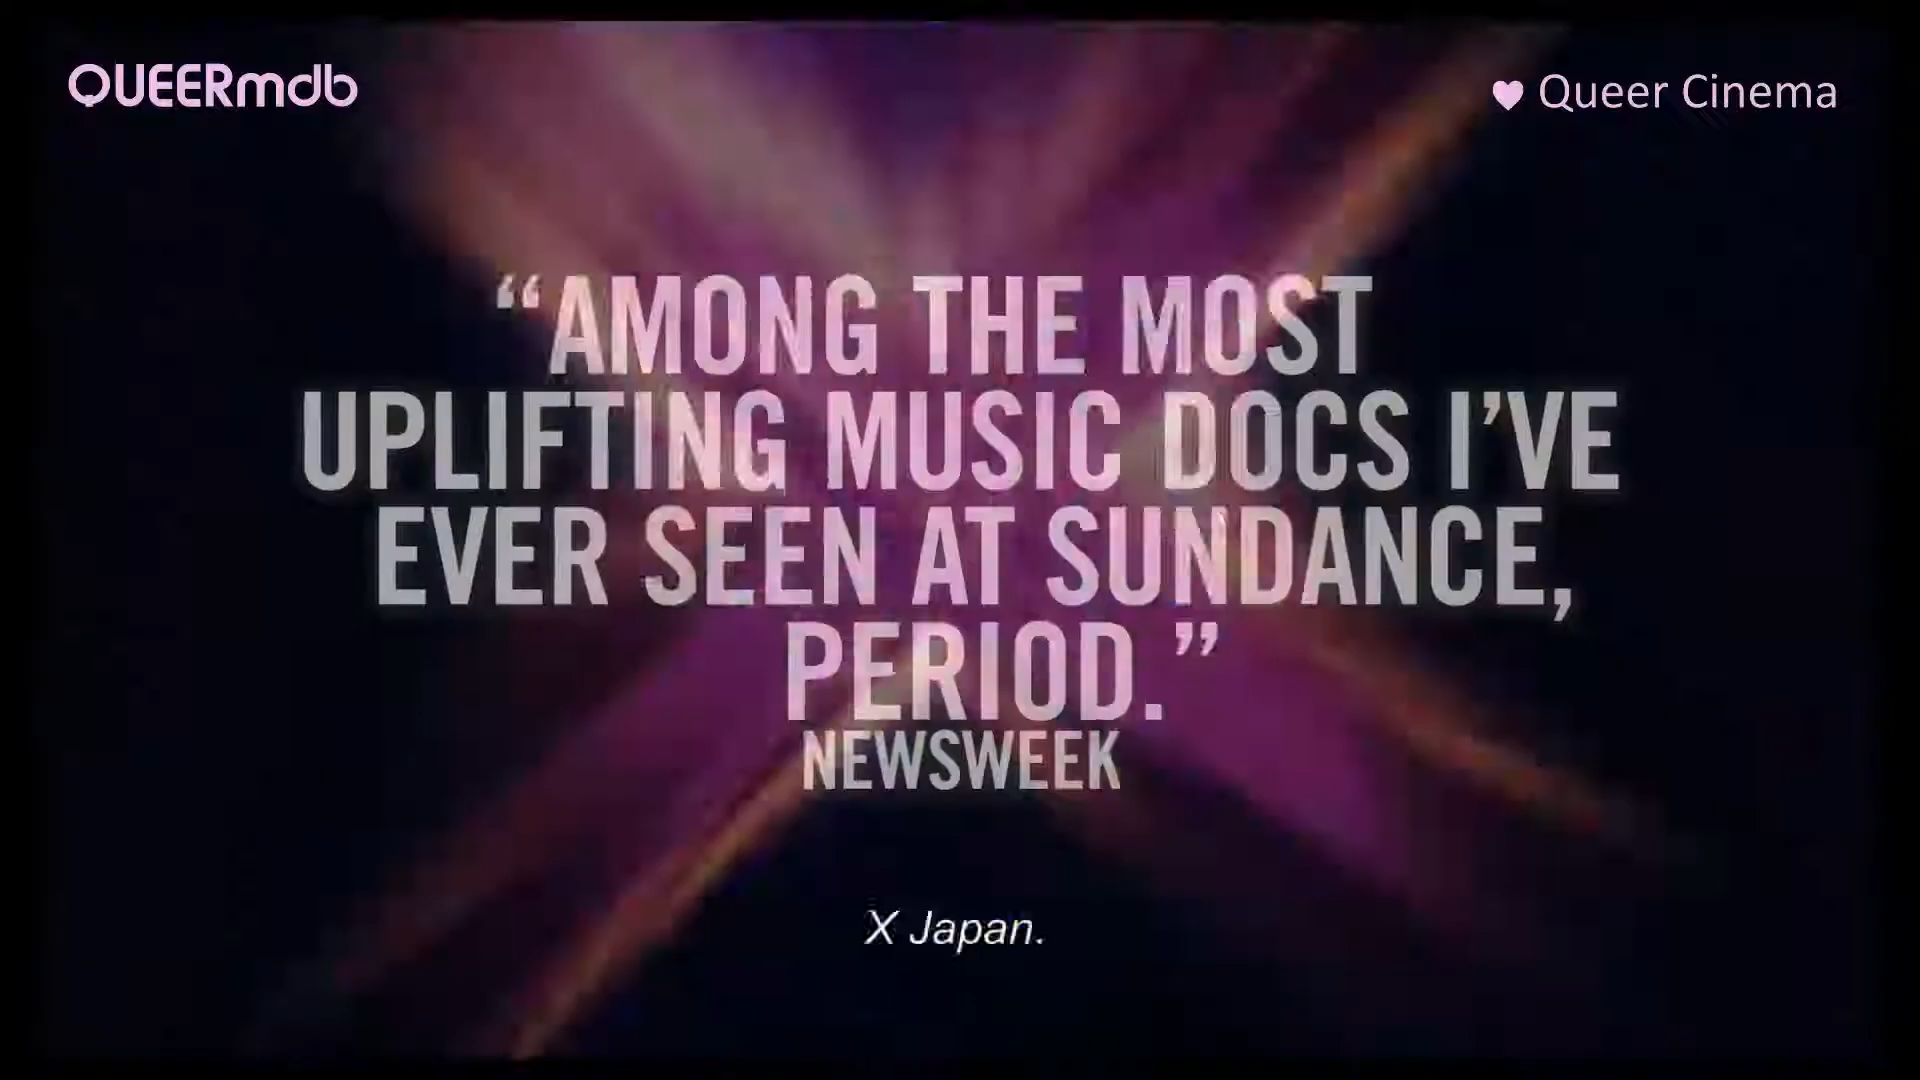 QUEERmdb
Queer Cinema
“AMONG THE MOST
UPLIFTING MUSIC DOCS I’VE
EVER SEEN AT SUNDANCE,
PERIOD.”
NEWSWEEK
X Japan.